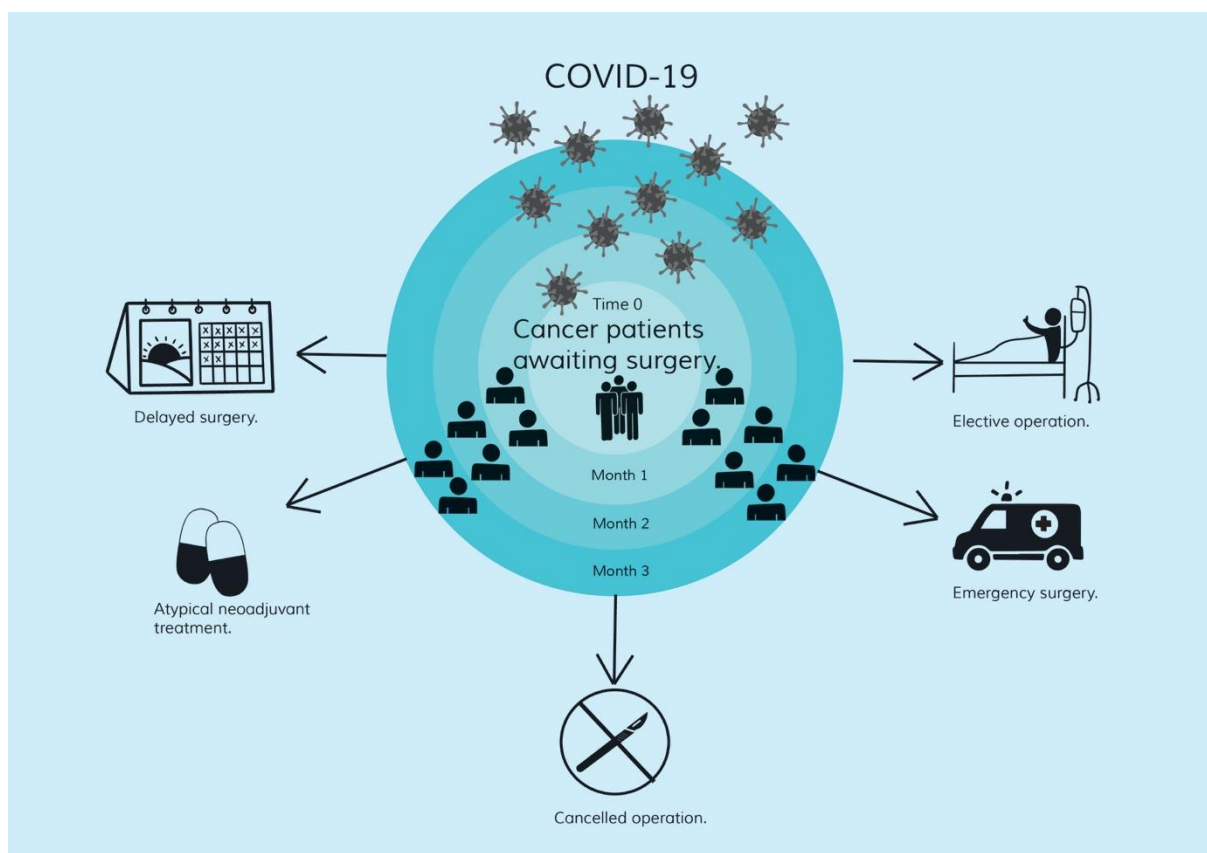 COVID-19
Time 0
Cancer patients
awaiting surgery.
Delayed surgery.
Elective operation.
Month 1
Month 2
Month 3
Atypical neoadjuvant
treatment.
Emergency surgery.
Cancelled operation.